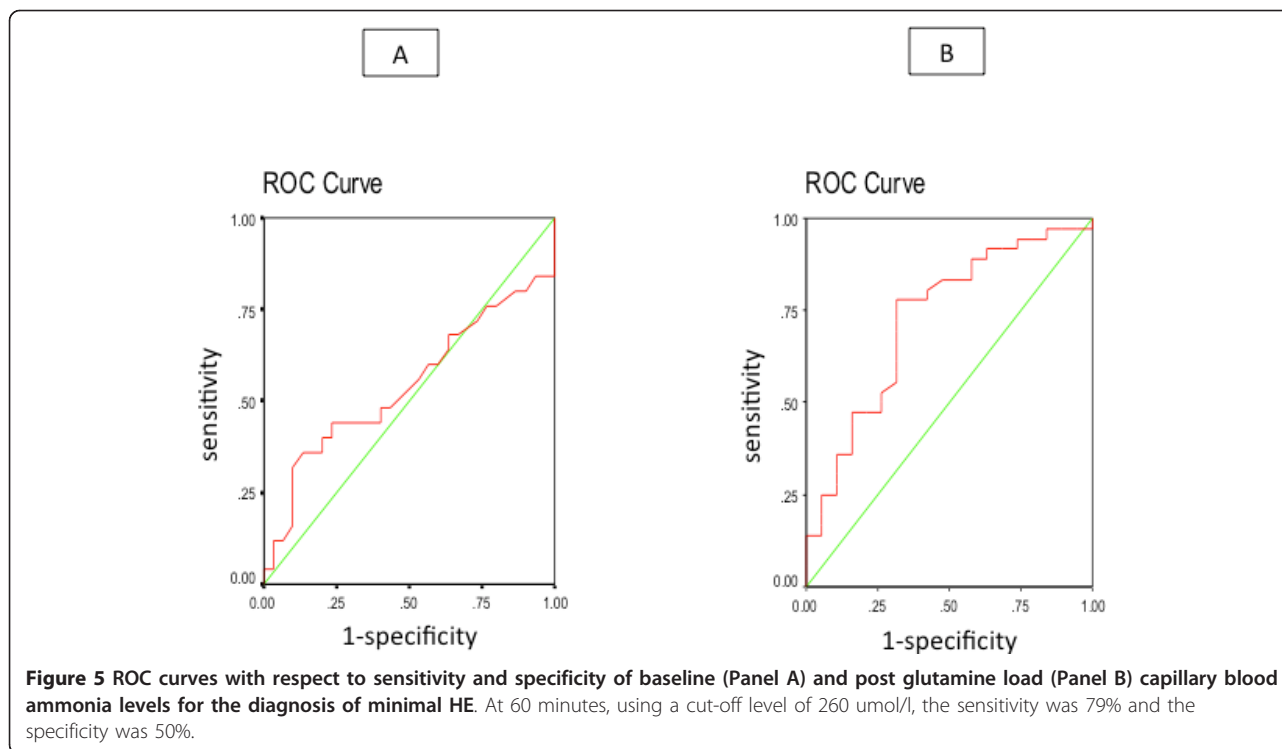 A
B
ROC Curve
1.00
.75
.50
.25
0.00
sensitivity
0.00 .25 .50 .75 1.00
1-specificity
ROC Curve
1.00
.75
.50
.25
0.00
sensitivity
0.00 .25 .50 .75 1.00
1-specificity
Figure 5 ROC curves with respect to sensitivity and specificity of baseline (Panel A) and post glutamine load (Panel B) capillary blood
ammonia levels for the diagnosis of minimal HE. At 60 minutes, using a cut-off level of 260 umol/l, the sensitivity was 79% and the
specificity was 50%.